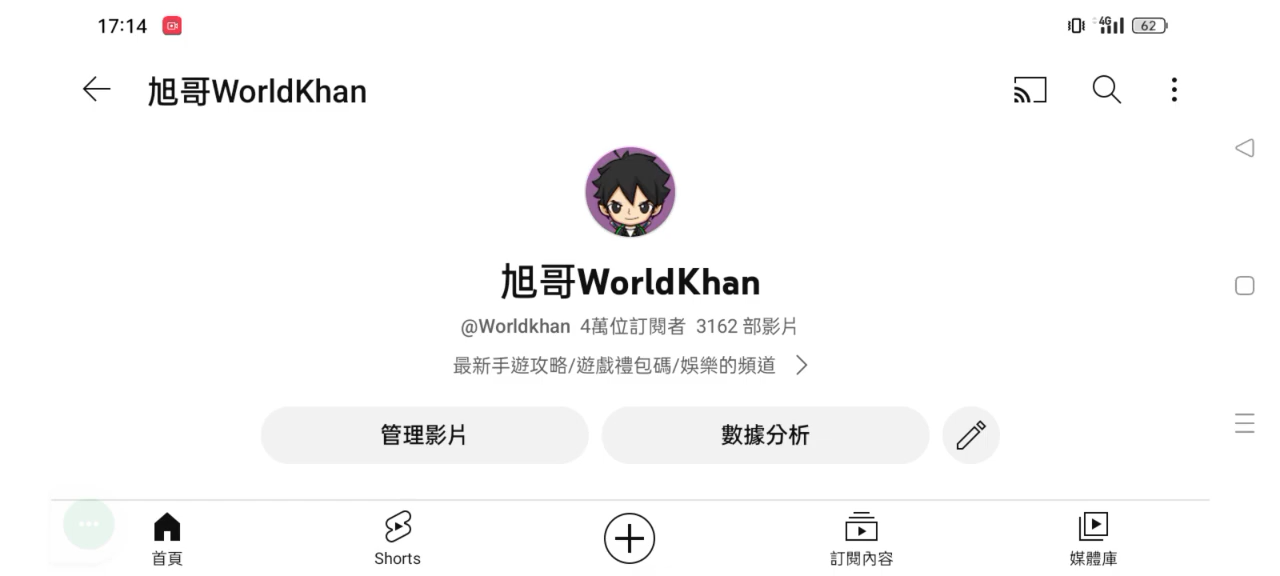 17:14 4G 62
旭哥WorldKhan
旭哥WorldKhan
@Worldkhan 4萬位訂閱者 3162 部影片
最新手遊攻略/遊戲禮包碼/娛樂的頻道
管理影片 數據分析
首頁 Shorts 訂閱內容 媒體庫